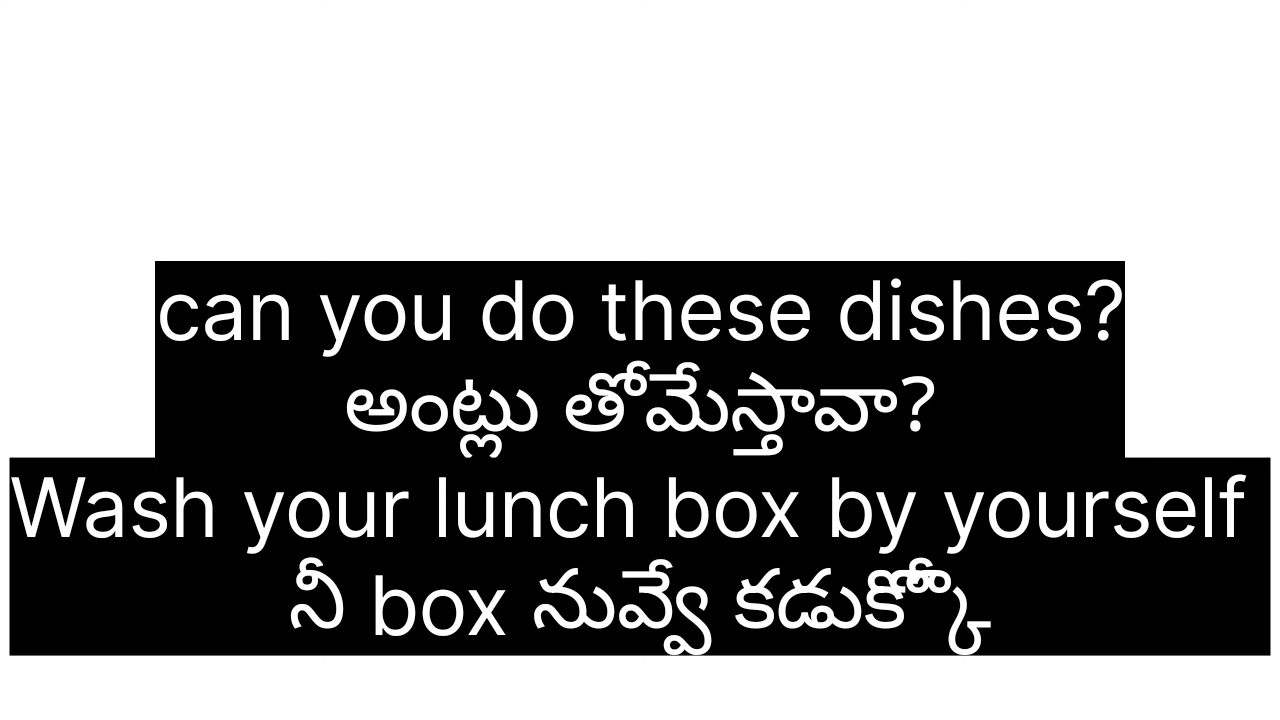 can you do these dishes?
అంట్లు తోమేస్తావా?
Wash your lunch box by yourself
నీ box నువ్వే కడుక్కో